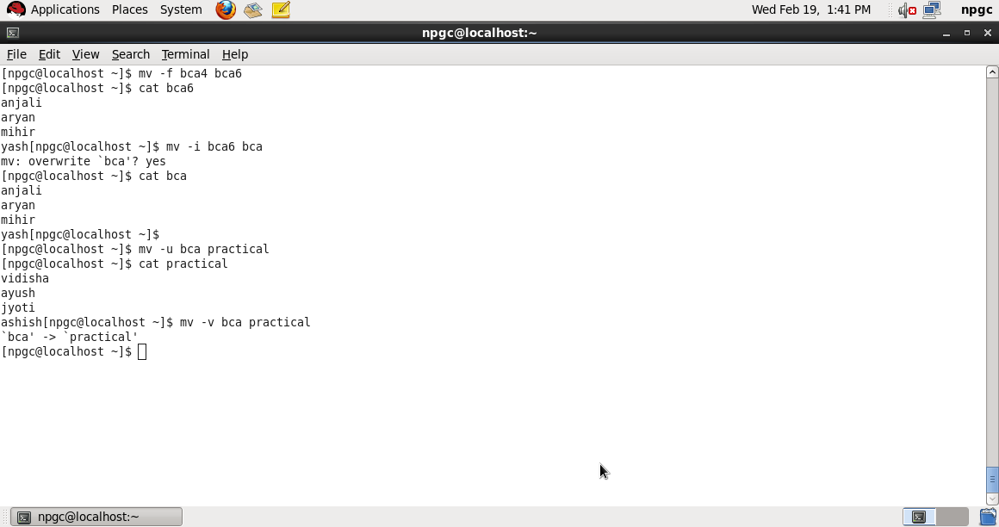 Applications Places System Wed Feb 19, 1:41 PM npgc
npgc@localhost:~
File Edit View Search Terminal Help
[npgc@localhost ~]$ mv -f bca4 bca6
[npgc@localhost ~]$ cat bca6
anjali
aryan
mihir
yash[npgc@localhost ~]$ mv -i bca6 bca
mv: overwrite `bca'? yes
[npgc@localhost ~]$ cat bca
anjali
aryan
mihir
yash[npgc@localhost ~]$
[npgc@localhost ~]$ mv -u bca practical
[npgc@localhost ~]$ cat practical
vidisha
ayush
jyoti
ashish[npgc@localhost ~]$ mv -v bca practical
`bca' -> `practical'
[npgc@localhost ~]$
npgc@localhost:~